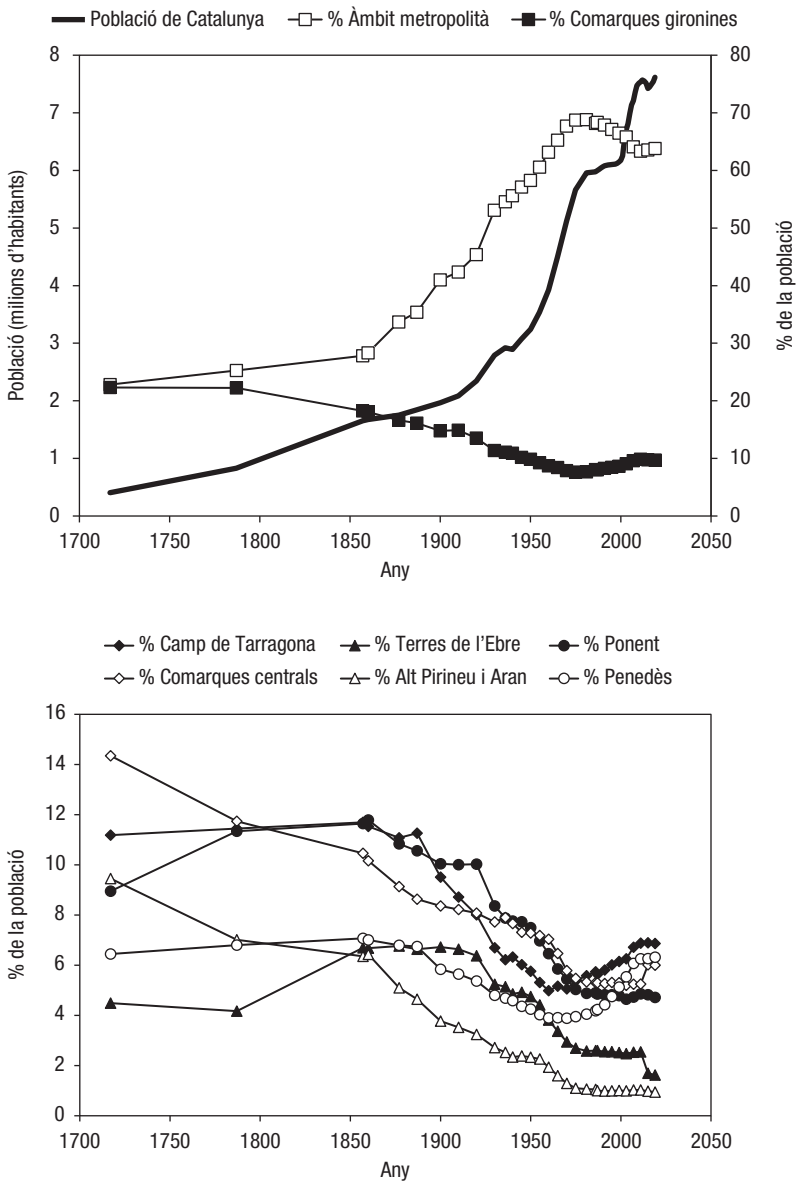 Població de Catalunya % Àmbit metropolità % Comarques gironines
8 80
7 70
6 60
5 50
4 40
3 30
2 20
1 10
0 0
Població (milions d'habitants)
% de la població
1700 1750 1800 1850 1900 1950 2000 2050
Any
% Camp de Tarragona % Terres de l'Ebre % Ponent
% Comarques centrals % Alt Pirineu i Aran % Penedès
16
14
12
10
8
6
4
2
0
% de la població
1700 1750 1800 1850 1900 1950 2000 2050
Any